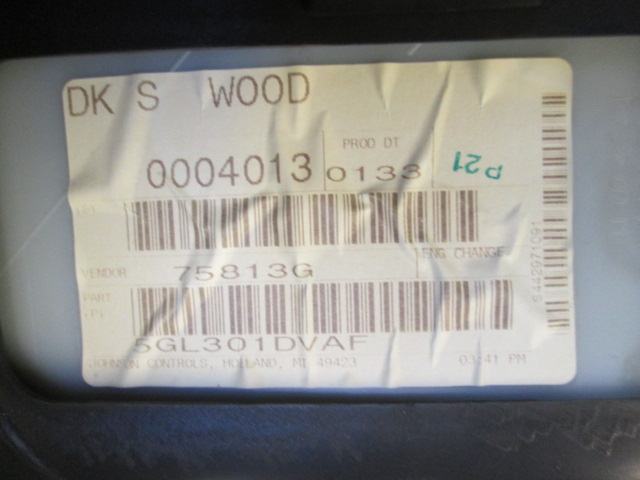 DK S WOOD
PROD DT
0004013
0133
P21
VENDOR 75813G
ENG CHANGE
PART
(P)
5GL301DVAF
JOHNSON CONTROLS, HOLLAND, MI 49423
03:41 PM
S442971091